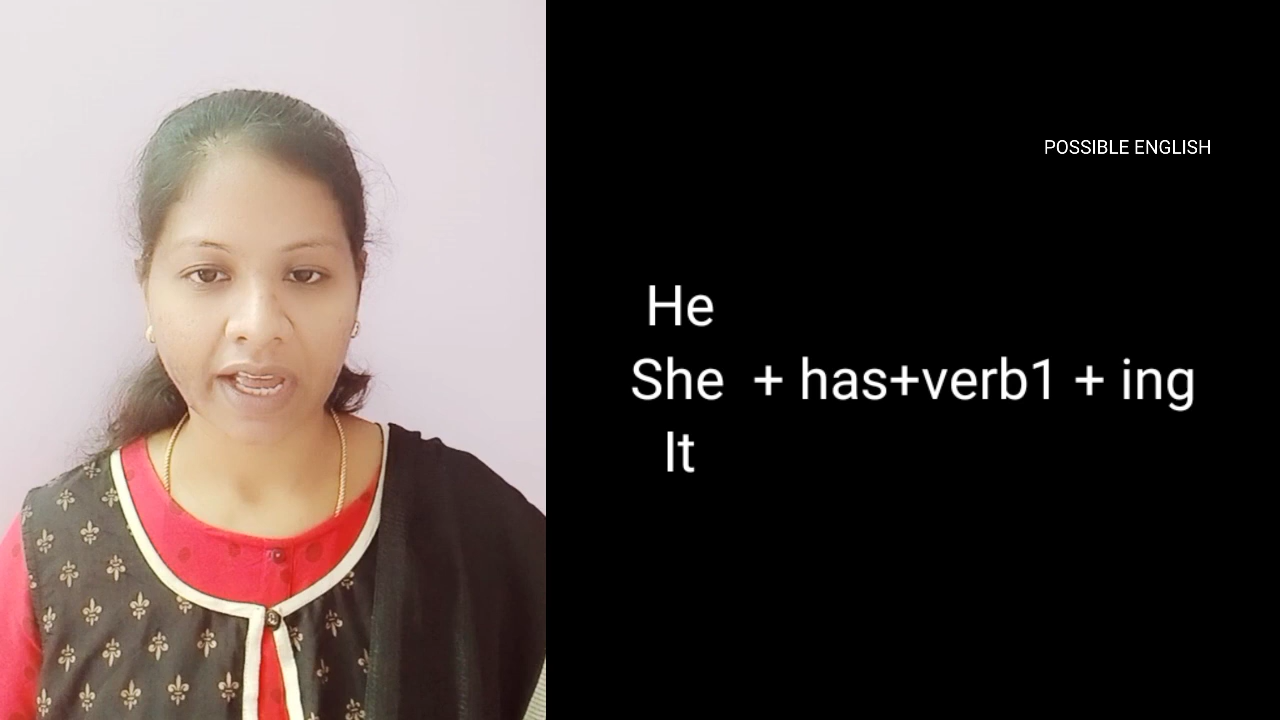 POSSIBLE ENGLISH
He
She + has+verb1 + ing
It